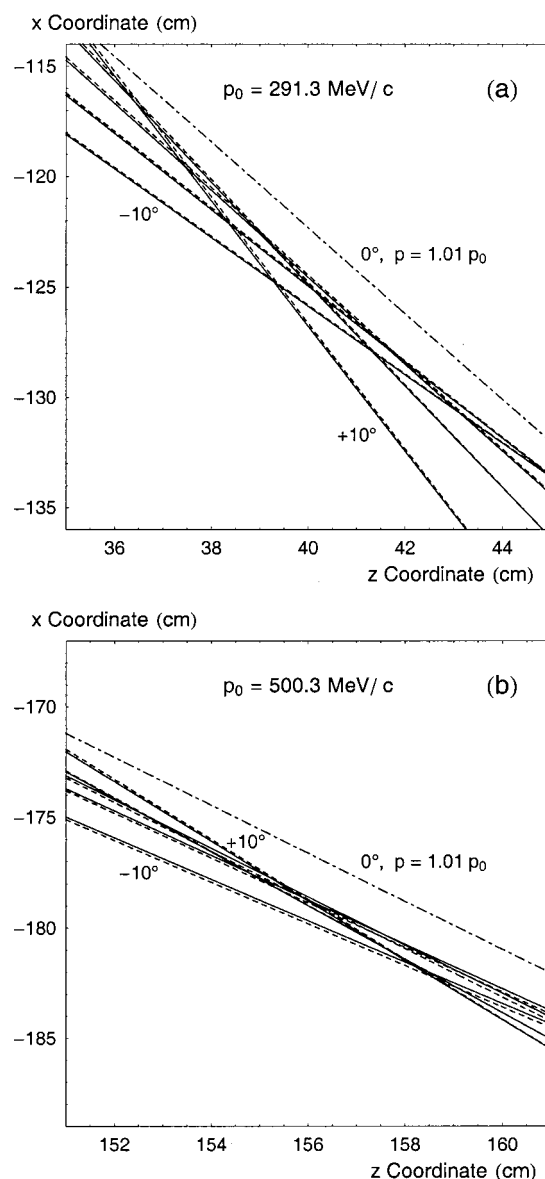 x Coordinate (cm)
p₀ = 291.3 MeV/ c
(a)
−115
−120
−125
−130
−135
−10°
0°, p = 1.01 p₀
+10°
36 38 40 42 44
z Coordinate (cm)
x Coordinate (cm)
p₀ = 500.3 MeV/ c
(b)
−170
−175
−180
−185
+10°
−10°
0°, p = 1.01 p₀
152 154 156 158 160
z Coordinate (cm)